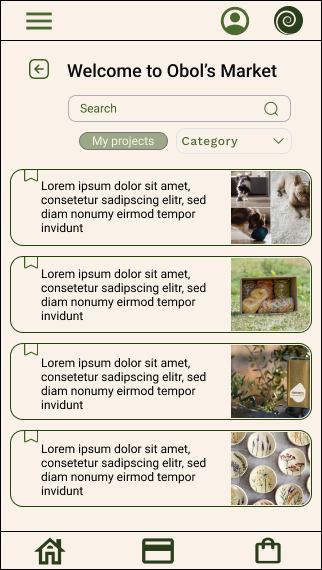 Welcome to Obol's Market
Search
My projects
Category
Lorem ipsum dolor sit amet,
consetetur sadipscing elitr, sed
diam nonumy eirmod tempor
invidunt
Lorem ipsum dolor sit amet,
consetetur sadipscing elitr, sed
diam nonumy eirmod tempor
invidunt
Lorem ipsum dolor sit amet,
consetetur sadipscing elitr, sed
diam nonumy eirmod tempor
invidunt
Lorem ipsum dolor sit amet,
consetetur sadipscing elitr, sed
diam nonumy eirmod tempor
invidunt